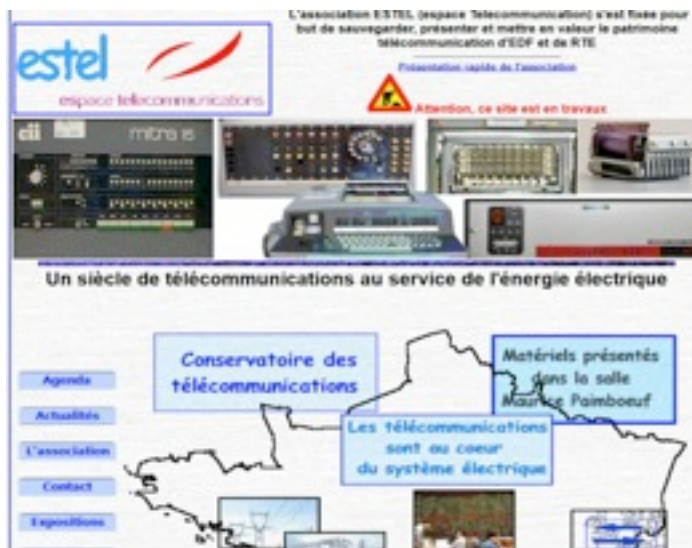 L'association ESTEL (espace Telecommunication) s'est fixée pour
but de sauvegarder, présenter et mettre en valeur le patrimoine
télécommunication d'EDF et de RTE
estel
espace telecommunications
Présentation rapide de l'association
Attention, ce site est en travaux
cii
mitra 15
Un siècle de télécommunications au service de l'énergie électrique
Conservatoire des
télécommunications
Matériels présentés
dans la salle
Maurice Paimboeuf
Les télécommunications
sont au coeur
du système électrique
Agenda
Actualités
L'association
Contact
Expositions